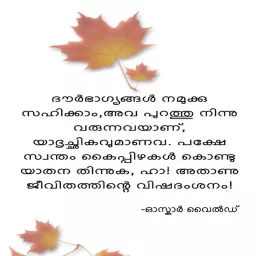 ദൗർഭാഗ്യങ്ങൾ നമുക്കു
സഹിക്കാം,അവ പുറത്തു നിന്നു
വരുന്നവയാണ്,
യാദൃച്ഛികവുമാണവ. പക്ഷേ
സ്വന്തം കൈപ്പിഴകൾ കൊണ്ടു
യാതന തിന്നുക, ഹാ! അതാണു
ജീവിതത്തിന്റെ വിഷദംശനം!
-ഓസ്കാർ വൈൽഡ്